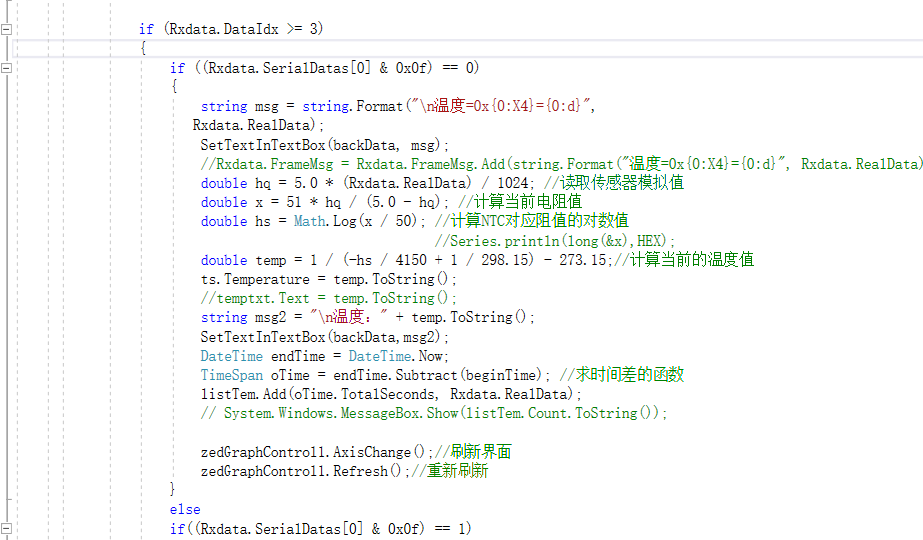 if (Rxdata.DataIdx >= 3)
{
if ((Rxdata.SerialDatas[0] & 0x0f) == 0)
{
string msg = string.Format("\n温度=0x{0:X4}={0:d}",
Rxdata.RealData);
SetTextInTextBox(backData, msg);
//Rxdata.FrameMsg = Rxdata.FrameMsg.Add(string.Format("温度=0x{0:X4}={0:d}", Rxdata.RealData)
double hq = 5.0 * (Rxdata.RealData) / 1024; //读取传感器模拟值
double x = 51 * hq / (5.0 - hq); //计算当前电阻值
double hs = Math.Log(x / 50); //计算NTC对应阻值的对数值
//Series.println(long(&x),HEX);
double temp = 1 / (-hs / 4150 + 1 / 298.15) - 273.15;//计算当前的温度值
ts.Temperature = temp.ToString();
//temptxt.Text = temp.ToString();
string msg2 = "\n温度：" + temp.ToString();
SetTextInTextBox(backData,msg2);
DateTime endTime = DateTime.Now;
TimeSpan oTime = endTime.Subtract(beginTime); //求时间差的函数
listTem.Add(oTime.TotalSeconds, Rxdata.RealData);
// System.Windows.MessageBox.Show(listTem.Count.ToString());
zedGraphControl1.AxisChange();//刷新界面
zedGraphControl1.Refresh();//重新刷新
}
else
if((Rxdata.SerialDatas[0] & 0x0f) == 1)